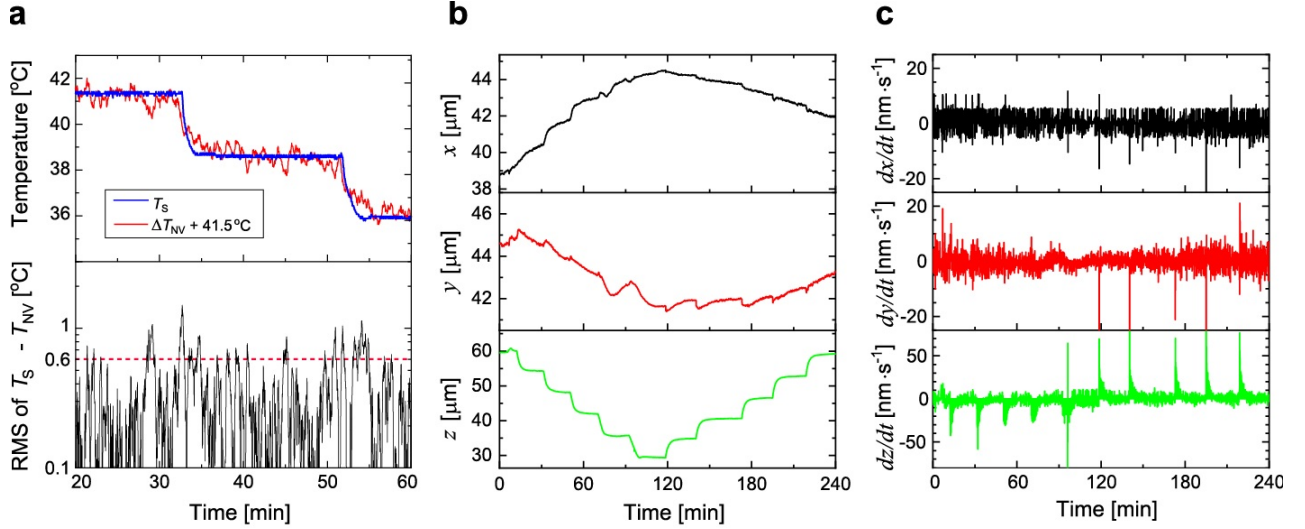 a
Temperature [ºC]
42
40
38
36
T_S
ΔT_NV + 41.5ºC
RMS of T_S - T_NV [ºC]
1
0.6
0.1
20 30 40 50 60
Time [min]
b
x [μm]
44
42
40
38
y [μm]
46
44
42
z [μm]
60
50
40
30
0 60 120 180 240
Time [min]
c
dx/dt [nm·s⁻¹]
20
0
-20
dy/dt [nm·s⁻¹]
20
0
-20
dz/dt [nm·s⁻¹]
50
0
-50
0 60 120 180 240
Time [min]